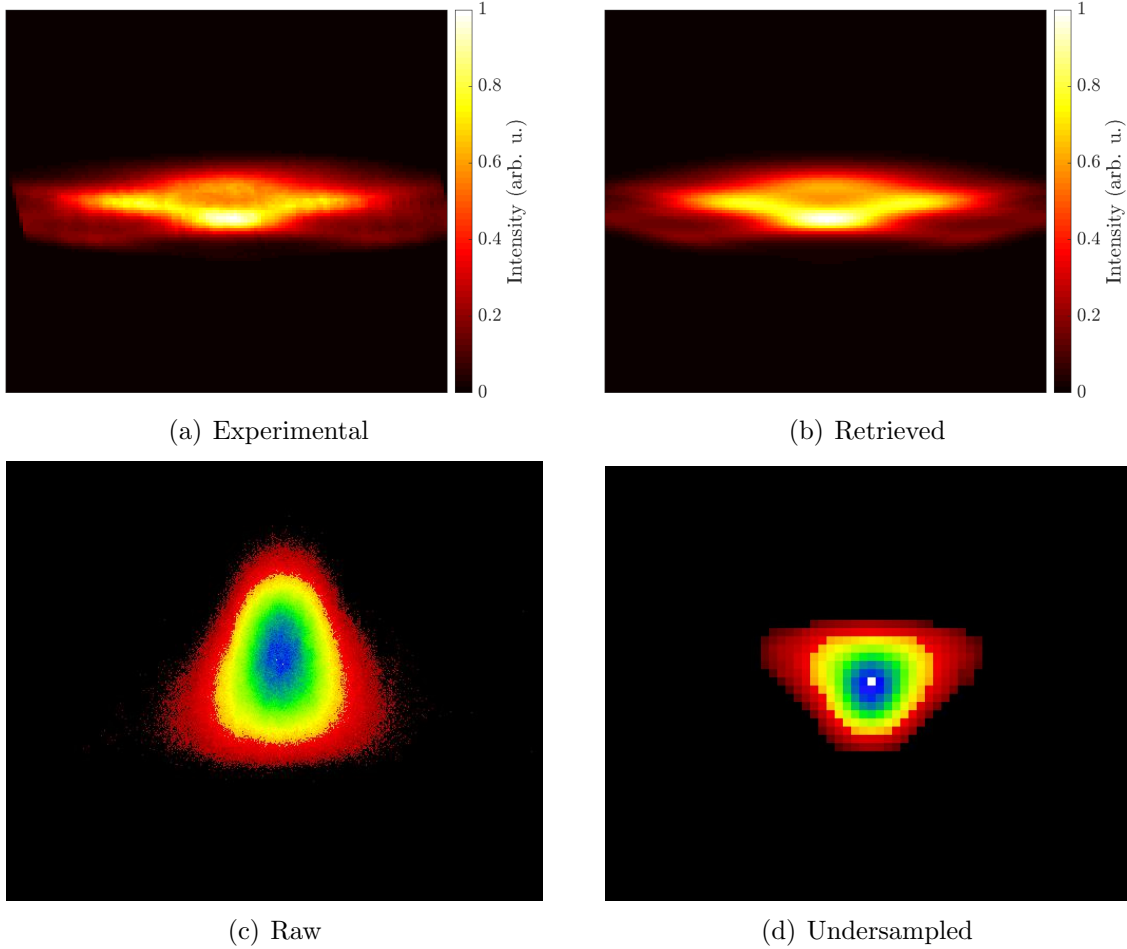 1
0.8
0.6
0.4
0.2
0
Intensity (arb. u.)
1
0.8
0.6
0.4
0.2
0
Intensity (arb. u.)
(a) Experimental
(b) Retrieved
(c) Raw
(d) Undersampled